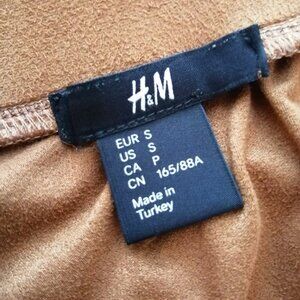 H&M
EUR S
US S
CA P
CN 165/88A
Made in
Turkey